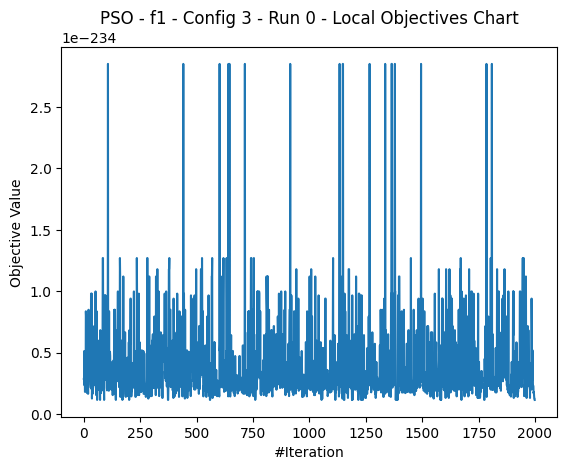 PSO - f1 - Config 3 - Run 0 - Local Objectives Chart
1e−234
2.5
2.0
1.5
1.0
0.5
0.0
Objective Value
0 250 500 750 1000 1250 1500 1750 2000
#Iteration